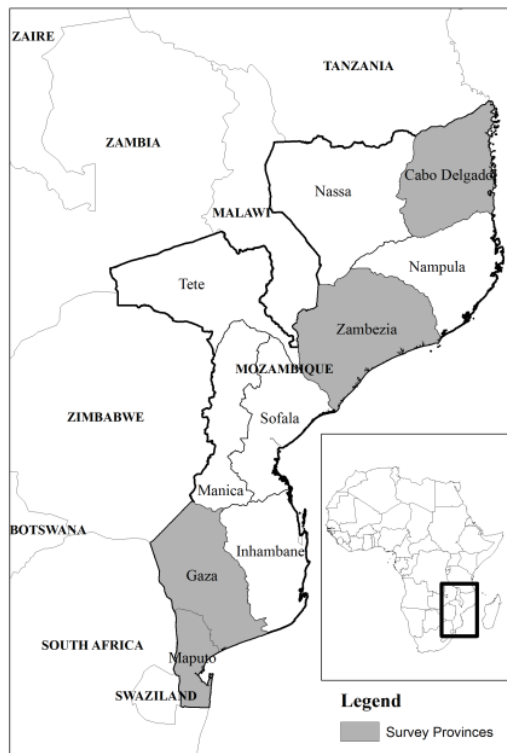 ZAIRE
TANZANIA
ZAMBIA
Cabo Delgado
Nassa
MALAWI
Nampula
Tete
Zambezia
MOZAMBIQUE
ZIMBABWE
Sofala
Manica
BOTSWANA
Inhambane
Gaza
SOUTH AFRICA
Maputo
SWAZILAND
Legend
Survey Provinces